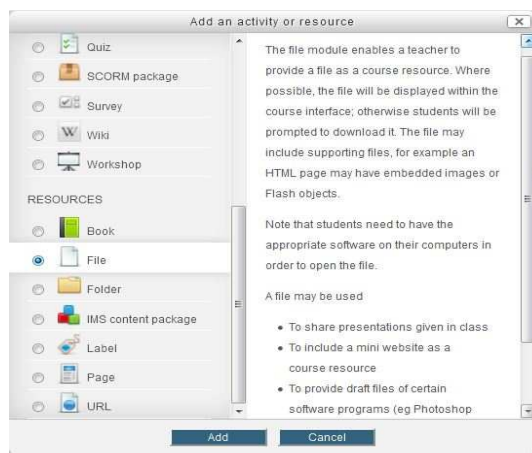 Add an activity or resource
Quiz
SCORM package
Survey
Wiki
Workshop
RESOURCES
Book
File
Folder
IMS content package
Label
Page
URL
The file module enables a teacher to
provide a file as a course resource. Where
possible, the file will be displayed within the
course interface; otherwise students will be
prompted to download it. The file may
include supporting files, for example an
HTML page may have embedded images or
Flash objects.
Note that students need to have the
appropriate software on their computers in
order to open the file.
A file may be used
• To share presentations given in class
• To include a mini website as a
course resource
• To provide draft files of certain
software programs (eg Photoshop
Add
Cancel